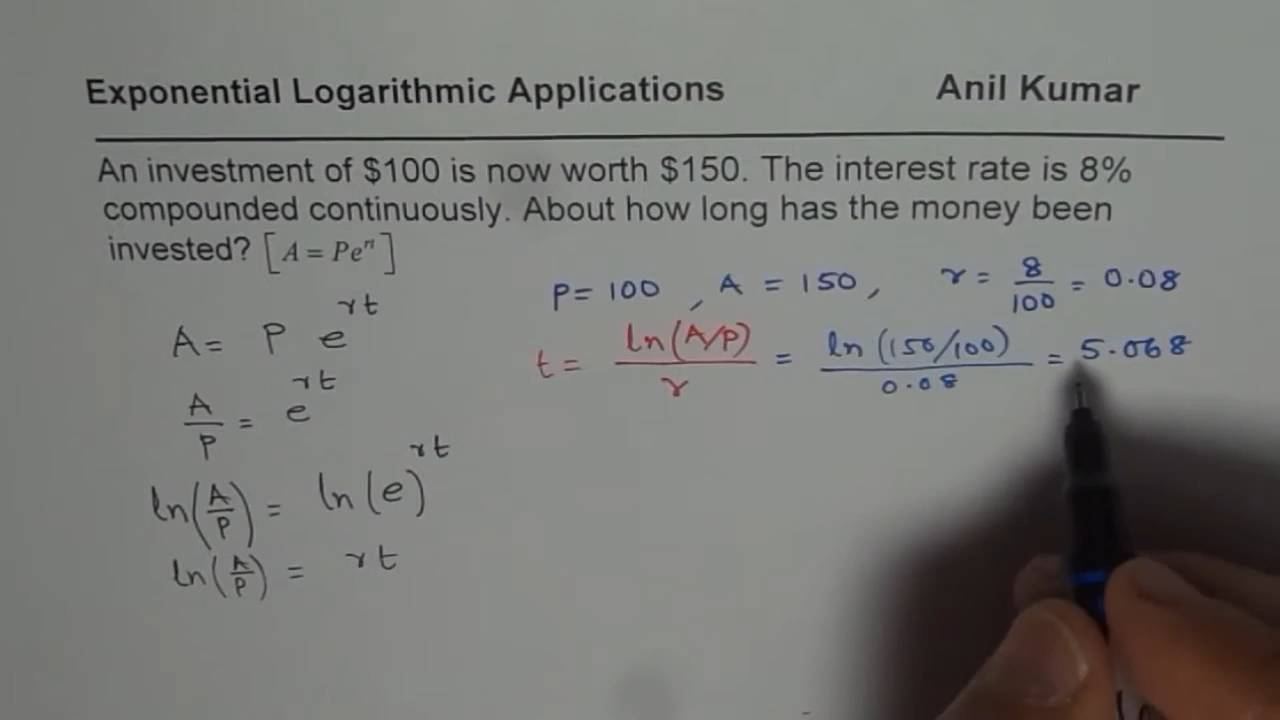 Exponential Logarithmic Applications Anil Kumar
An investment of $100 is now worth $150. The interest rate is 8%
compounded continuously. About how long has the money been
invested? [A = Pe^rt]
P = 100 , A = 150 , r = 8/100 = 0.08
A = P e^rt
t = ln(A/P)/r = ln(150/100)/0.08 = 5.068
A/P = e^rt
ln(A/P) = ln(e)^rt
ln(A/P) = rt